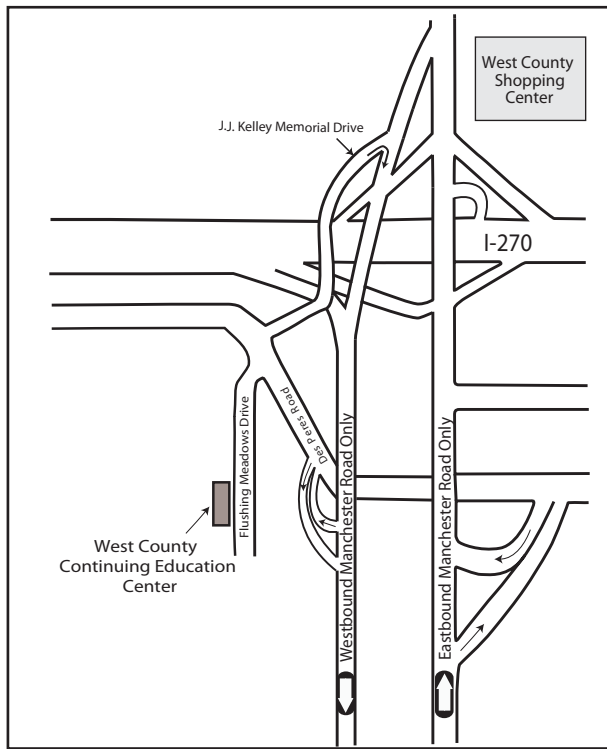 West County
Shopping
Center
J.J. Kelley Memorial Drive
I-270
Des Peres Road
Flushing Meadows Drive
Westbound Manchester Road Only
Eastbound Manchester Road Only
West County
Continuing Education
Center